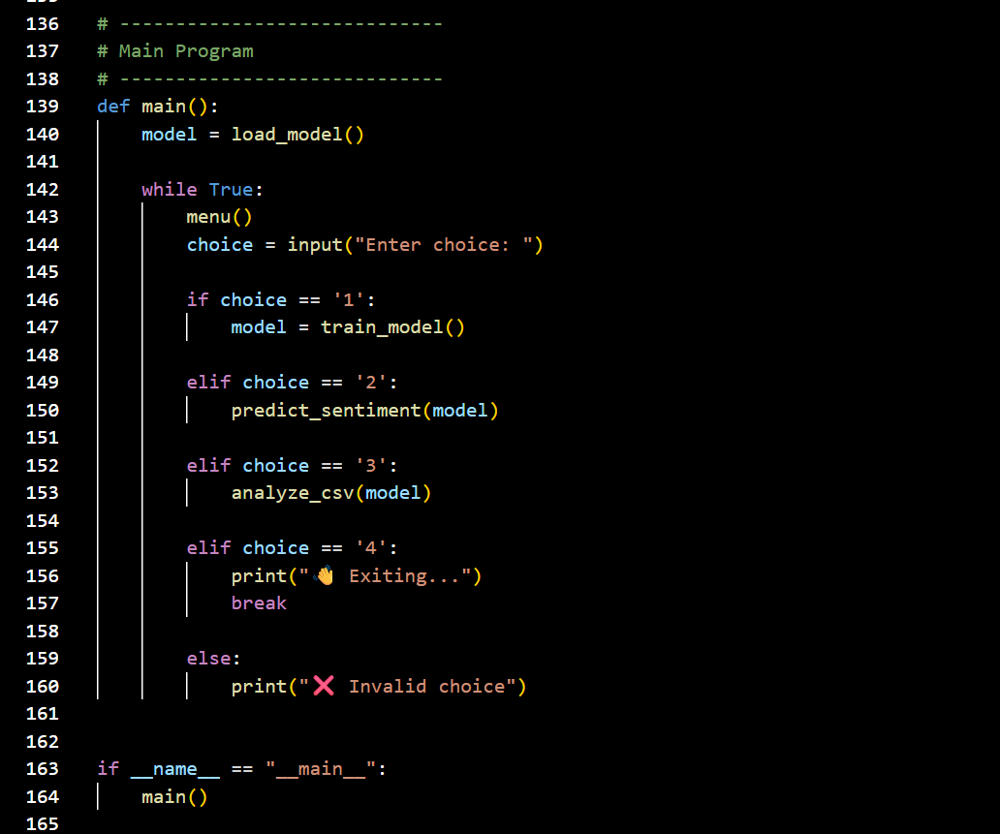 136 # -----------------------------
137 # Main Program
138 # -----------------------------
139 def main():
140     model = load_model()
141
142     while True:
143         menu()
144         choice = input("Enter choice: ")
145
146         if choice == '1':
147             model = train_model()
148
149         elif choice == '2':
150             predict_sentiment(model)
151
152         elif choice == '3':
153             analyze_csv(model)
154
155         elif choice == '4':
156             print("👋 Exiting...")
157             break
158
159         else:
160             print("❌ Invalid choice")
161
162
163 if __name__ == "__main__":
164     main()
165